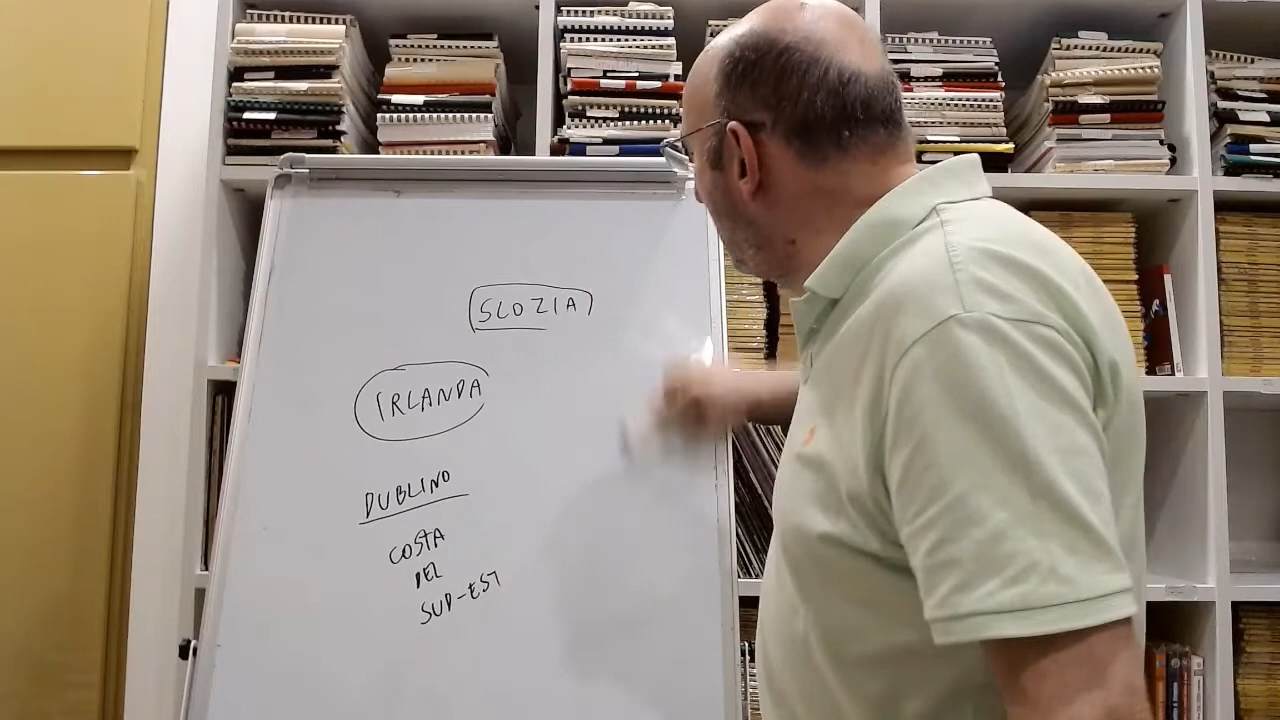 SCOZIA
IRLANDA
DUBLINO
COSTA
DEL
SUD-EST